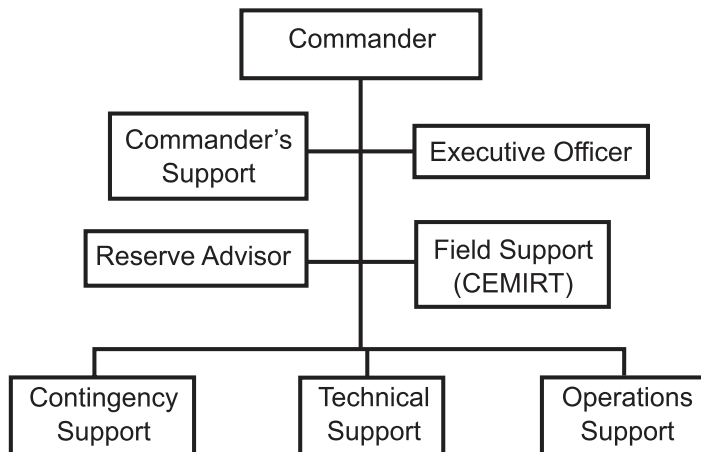 Commander
Commander’s
Support
Executive Officer
Reserve Advisor
Field Support
(CEMIRT)
Contingency
Support
Technical
Support
Operations
Support